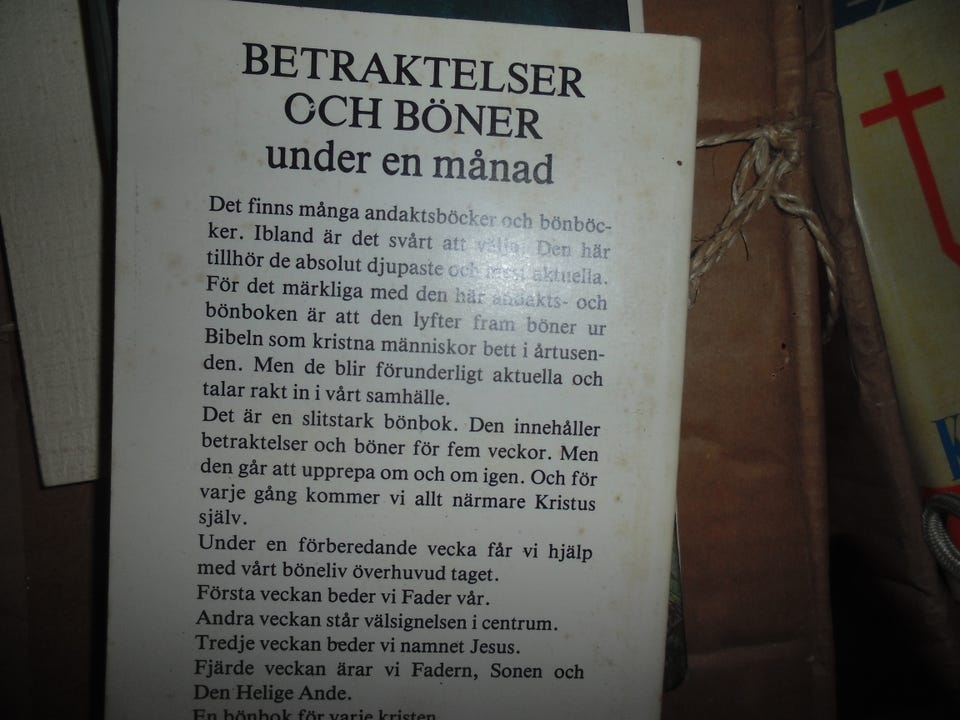 BETRAKTELSER
OCH BÖNER
under en månad
Det finns många andaktsböcker och bönböc-
ker. Ibland är det svårt att välja. Den här
tillhör de absolut djupaste och mest aktuella.
För det märkliga med den här andakts- och
bönboken är att den lyfter fram böner ur
Bibeln som kristna människor bett i årtusen-
den. Men de blir förunderligt aktuella och
talar rakt in i vårt samhälle.
Det är en slitstark bönbok. Den innehåller
betraktelser och böner för fem veckor. Men
den går att upprepa om och om igen. Och för
varje gång kommer vi allt närmare Kristus
själv.
Under en förberedande vecka får vi hjälp
med vårt böneliv överhuvud taget.
Första veckan beder vi Fader vår.
Andra veckan står välsignelsen i centrum.
Tredje veckan beder vi namnet Jesus.
Fjärde veckan ärar vi Fadern, Sonen och
Den Helige Ande.
En bönbok för varje kristen